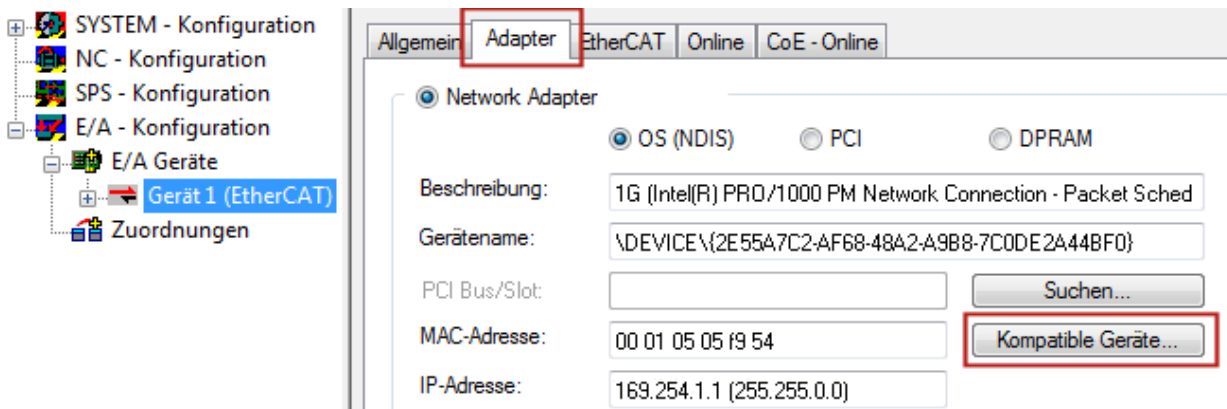 SYSTEM - Konfiguration
NC - Konfiguration
SPS - Konfiguration
E/A - Konfiguration
E/A Geräte
Gerät 1 (EtherCAT)
Zuordnungen
Allgemein Adapter EtherCAT Online CoE - Online
Network Adapter
OS (NDIS) PCI DPRAM
Beschreibung: 1G (Intel(R) PRO/1000 PM Network Connection - Packet Sched
Gerätename: \DEVICE\{2E55A7C2-AF68-48A2-A9B8-7C0DE2A44BF0}
PCI Bus/Slot: Suchen...
MAC-Adresse: 00 01 05 05 f9 54 Kompatible Geräte...
IP-Adresse: 169.254.1.1 (255.255.0.0)